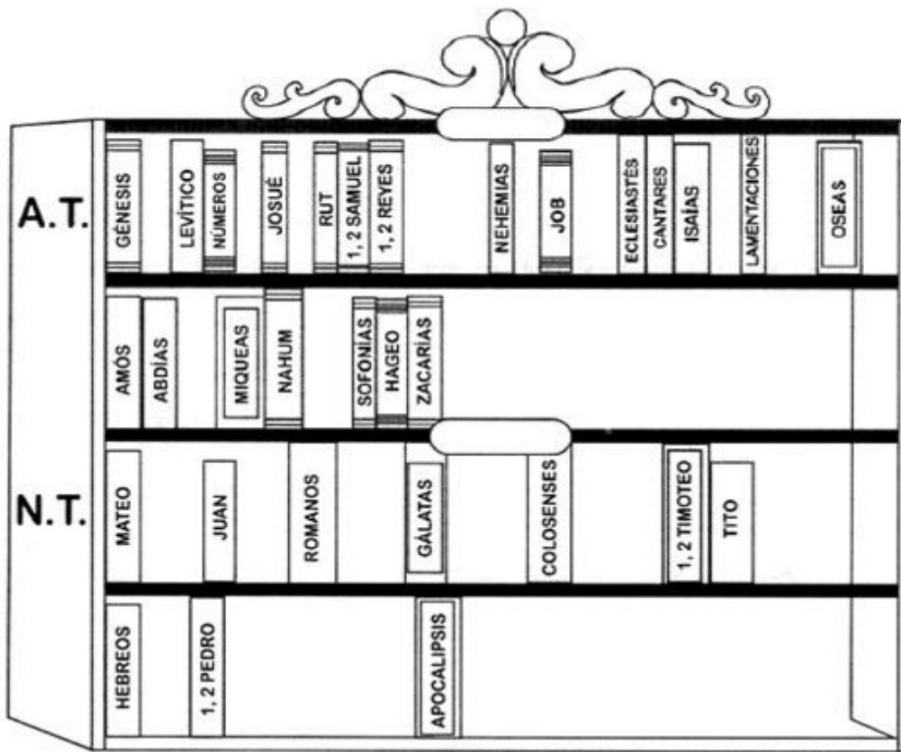 A.T.
GÉNESIS
LEVÍTICO
NÚMEROS
JOSUÉ
RUT
1, 2 SAMUEL
1, 2 REYES
NEHEMIAS
JOB
ECLESIASTÉS
CANTARES
ISAÍAS
LAMENTACIONES
OSEAS
AMÓS
ABDÍAS
MIQUEAS
NAHUM
SOFONÍAS
HAGEO
ZACARÍAS
N.T.
MATEO
JUAN
ROMANOS
GÁLATAS
COLOSENSES
1, 2 TIMOTEO
TITO
HEBREOS
1, 2 PEDRO
APOCALIPSIS